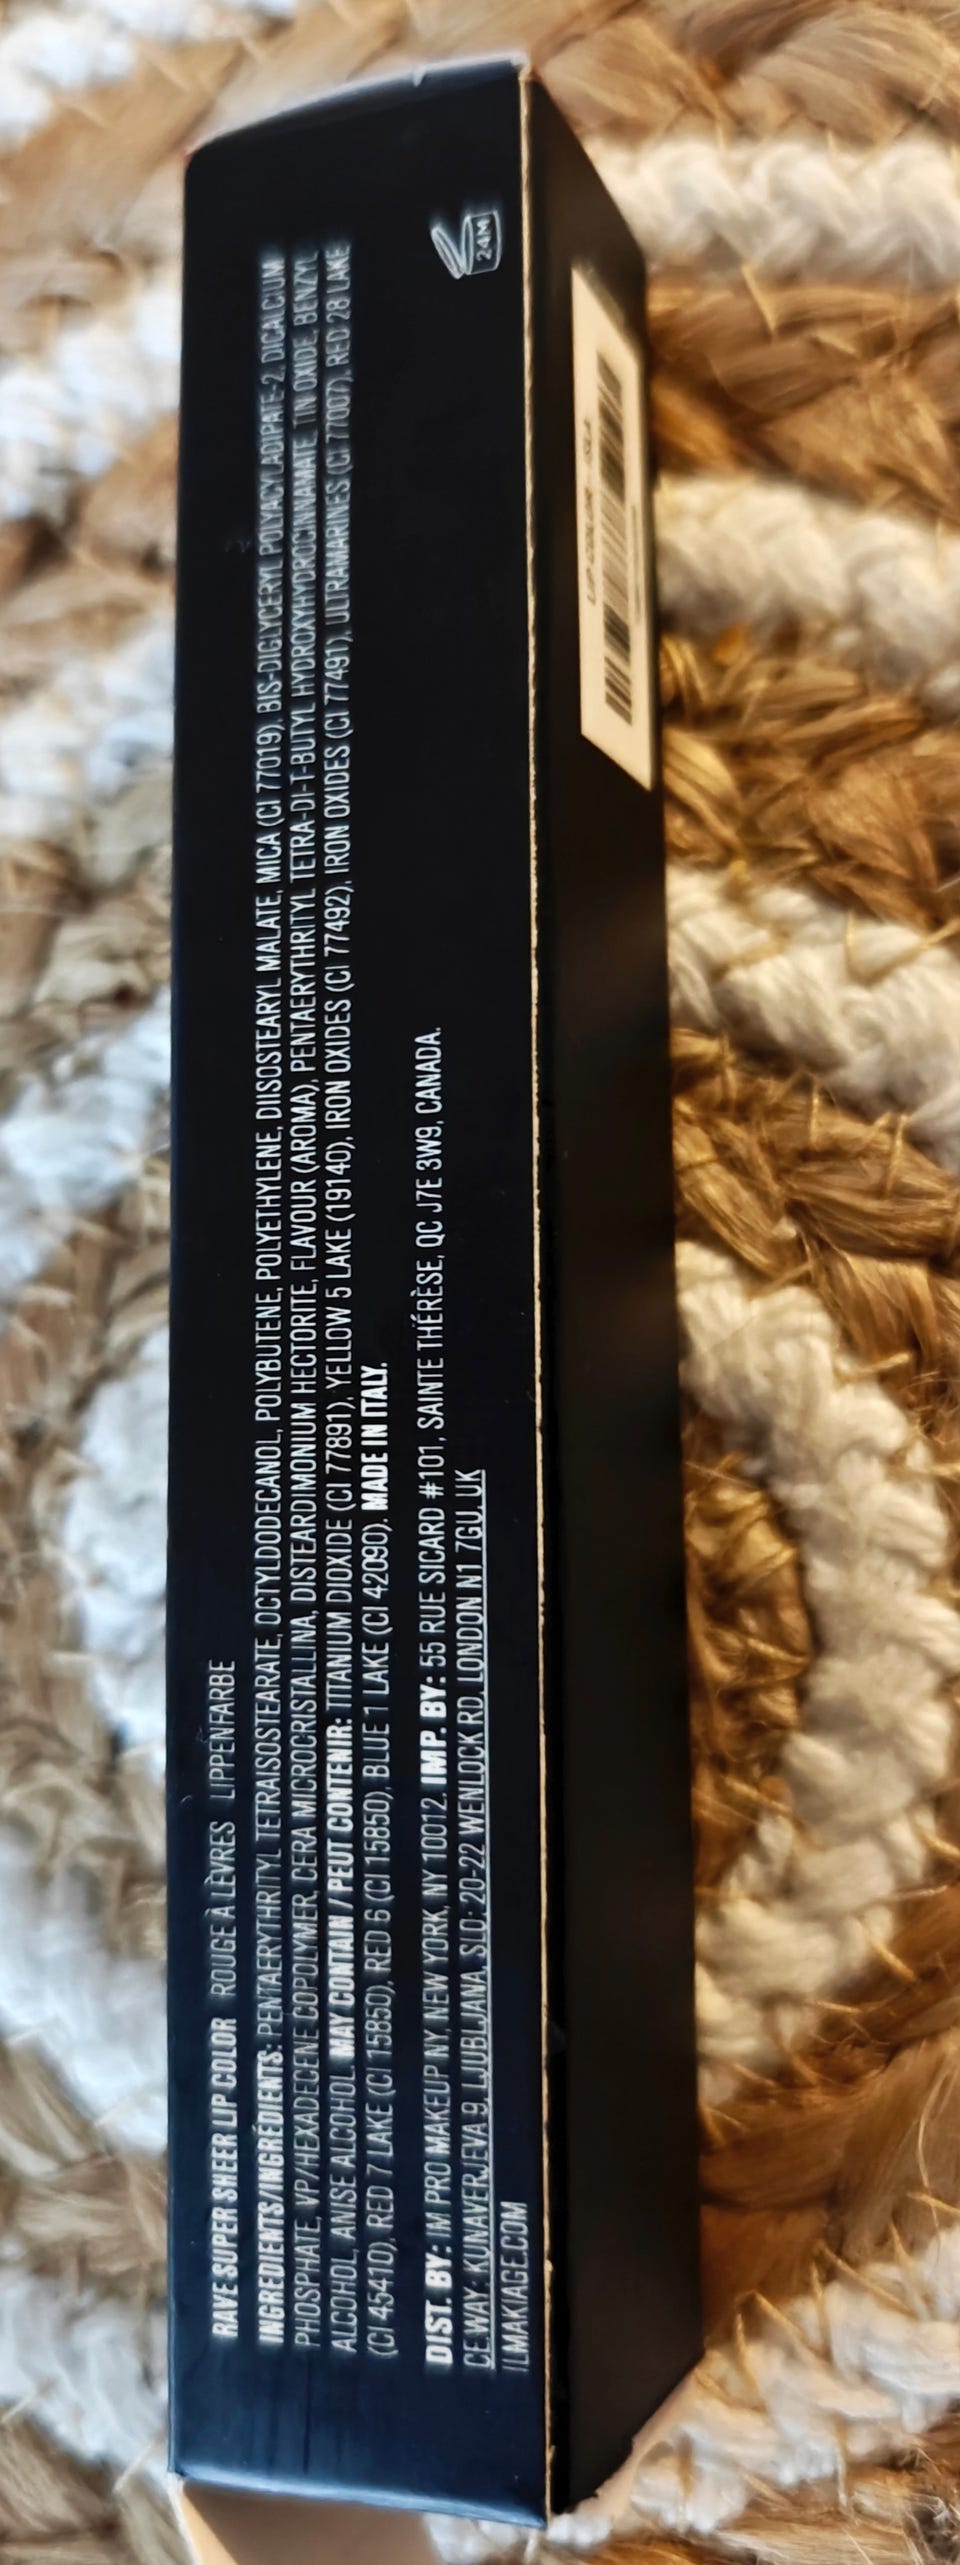 RAVE SUPER SHEER LIP COLOR ROUGE À LÈVRES LIPPENFARBE
INGREDIENTS/INGRÉDIENTS: PENTAERYTHRITYL TETRAISOSTEARATE, OCTYLDODECANOL, POLYBUTENE, POLYETHYLENE, DIISOSTEARYL MALATE, MICA (CI 77019), BIS-DIGLYCERYL POLYACYLADIPATE-2, DICALCIUM
PHOSPHATE, VP/HEXADECENE COPOLYMER, CERA MICROCRISTALLINA, DISTEARDIMONIUM HECTORITE, FLAVOUR (AROMA), PENTAERYTHRITYL TETRA-DI-T-BUTYL HYDROXYHYDROCINNAMATE, TIN OXIDE, BENZYL
ALCOHOL, ANISE ALCOHOL. MAY CONTAIN / PEUT CONTENIR: TITANIUM DIOXIDE (CI 77891), YELLOW 5 LAKE (19140), IRON OXIDES (CI 77492), IRON OXIDES (CI 77491), ULTRAMARINES (CI 77007), RED 28 LAKE
(CI 45410), RED 7 LAKE (CI 15850), RED 6 (CI 15850), BLUE 1 LAKE (CI 42090). MADE IN ITALY.
DIST. BY: IM PRO MAKEUP NY, NEW YORK, NY 10012. IMP. BY: 55 RUE SICARD #101, SAINTE THÉRÈSE, QC J7E 3W9, CANADA.
CE.WAY: KUNAVERJEVA 9, LJUBLJANA, SLO; 20-22 WENLOCK RD, LONDON N1 7GU, UK
ILMAKIAGE.COM
24M